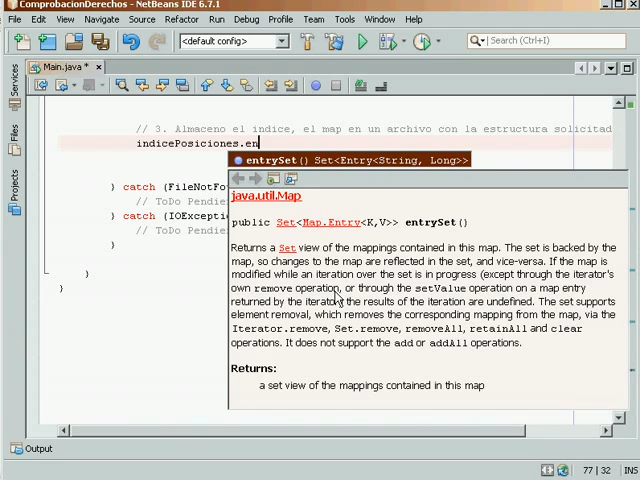 ComprobacionDerechos - NetBeans IDE 6.7.1
File Edit View Navigate Source Refactor Run Debug Profile Team Tools Window Help
<default config>
Search (Ctrl+I)
Main.java *
Services
Files
Projects
// 3. Almaceno el indice, el map en un archivo con la estructura solicitad
indicePosiciones.en
entrySet() Set<Entry<String, Long>>
} catch (FileNotFo
// ToDo Pendie
} catch (IOException
// ToDo Pendie
}
}
}
java.util.Map
public Set<Map.Entry<K,V>> entrySet()
Returns a Set view of the mappings contained in this map. The set is backed by the
map, so changes to the map are reflected in the set, and vice-versa. If the map is
modified while an iteration over the set is in progress (except through the iterator's
own remove operation, or through the setValue operation on a map entry
returned by the iterator) the results of the iteration are undefined. The set supports
element removal, which removes the corresponding mapping from the map, via the
Iterator.remove, Set.remove, removeAll, retainAll and clear
operations. It does not support the add or addAll operations.
Returns:
a set view of the mappings contained in this map
Output
77 | 32 INS